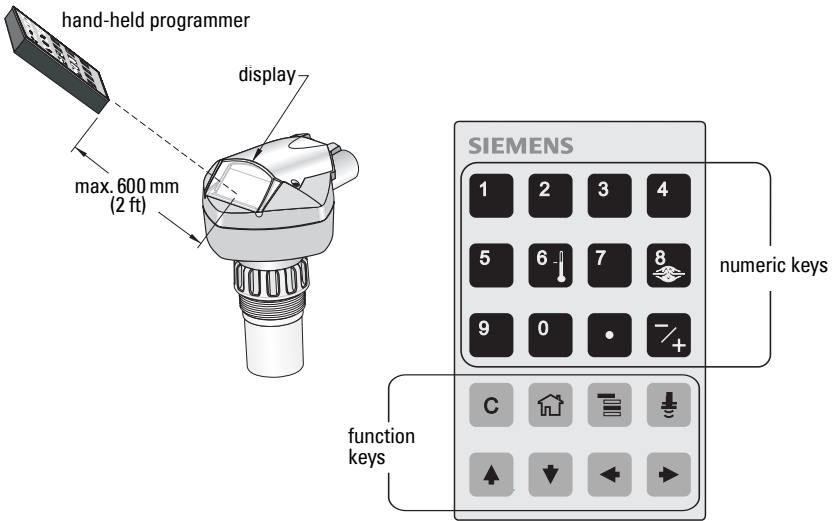 hand-held programmer
display
max. 600 mm
(2 ft)
SIEMENS
1 2 3 4
5 6 7 8
9 0 • −/+
numeric keys
C
function
keys